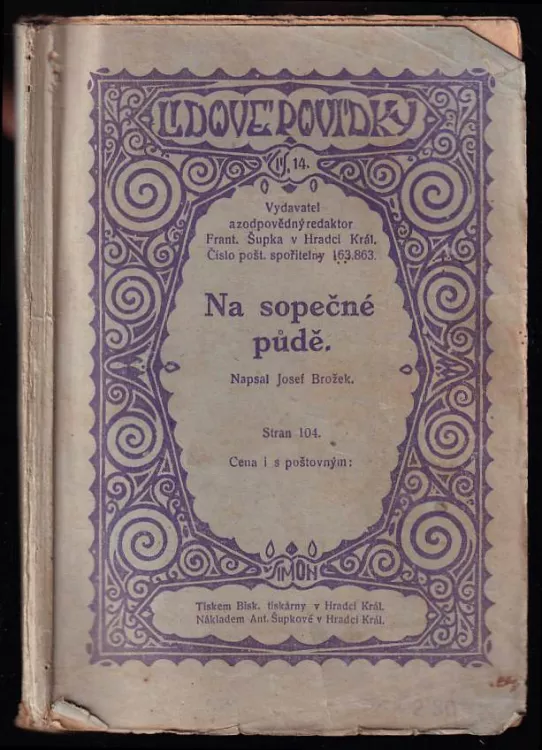 LIDOVÉ POVÍDKY
14.
Vydavatel
a zodpovědný redaktor
Frant. Šupka v Hradci Král.
Číslo pošt. spořitelny 163.863.
Na sopečné
půdě.
Napsal Josef Brožek.
Stran 104.
Cena i s poštovným:
ŠIMON
Tiskem Bisk. tiskárny v Hradci Král.
Nákladem Ant. Šupkové v Hradci Král.